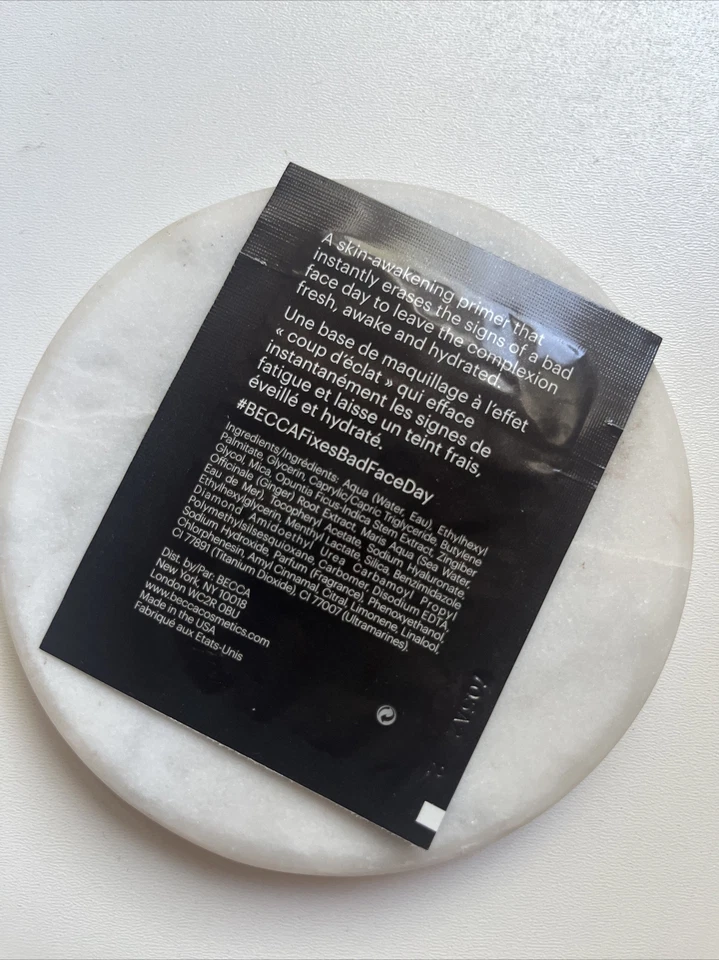 A skin-awakening primer that
instantly erases the signs of a bad
face day to leave the complexion
fresh, awake and hydrated.
Une base de maquillage à l'effet
« coup d'éclat » qui efface
instantanément les signes de
fatigue et laisse un teint frais,
éveillé et hydraté.
#BECCAFixesBadFaceDay
Ingredients/Ingrédients: Aqua (Water, Eau), Ethylhexyl
Palmitate, Glycerin, Caprylic/Capric Triglyceride, Butylene
Glycol, Mica, Opuntia Ficus-Indica Stem Extract, Zingiber
Officinale (Ginger) Root Extract, Maris Aqua (Sea Water,
Eau de Mer), Tocopheryl Acetate, Sodium Hyaluronate,
Ethylhexylglycerin, Menthyl Lactate, Silica, Benzimidazole
Diamond Amidoethyl Urea Carbamoyl Propyl
Polymethylsilsesquioxane, Carbomer, Disodium EDTA,
Sodium Hydroxide, Parfum (Fragrance), Phenoxyethanol,
Chlorphenesin, Amyl Cinnamal, Citral, Limonene, Linalool,
CI 77891 (Titanium Dioxide), CI 77007 (Ultramarines).
Dist. by/Par: BECCA
New York, NY 10018
London WC2R 0BU
www.beccacosmetics.com
Made in the USA
Fabriqué aux Etats-Unis